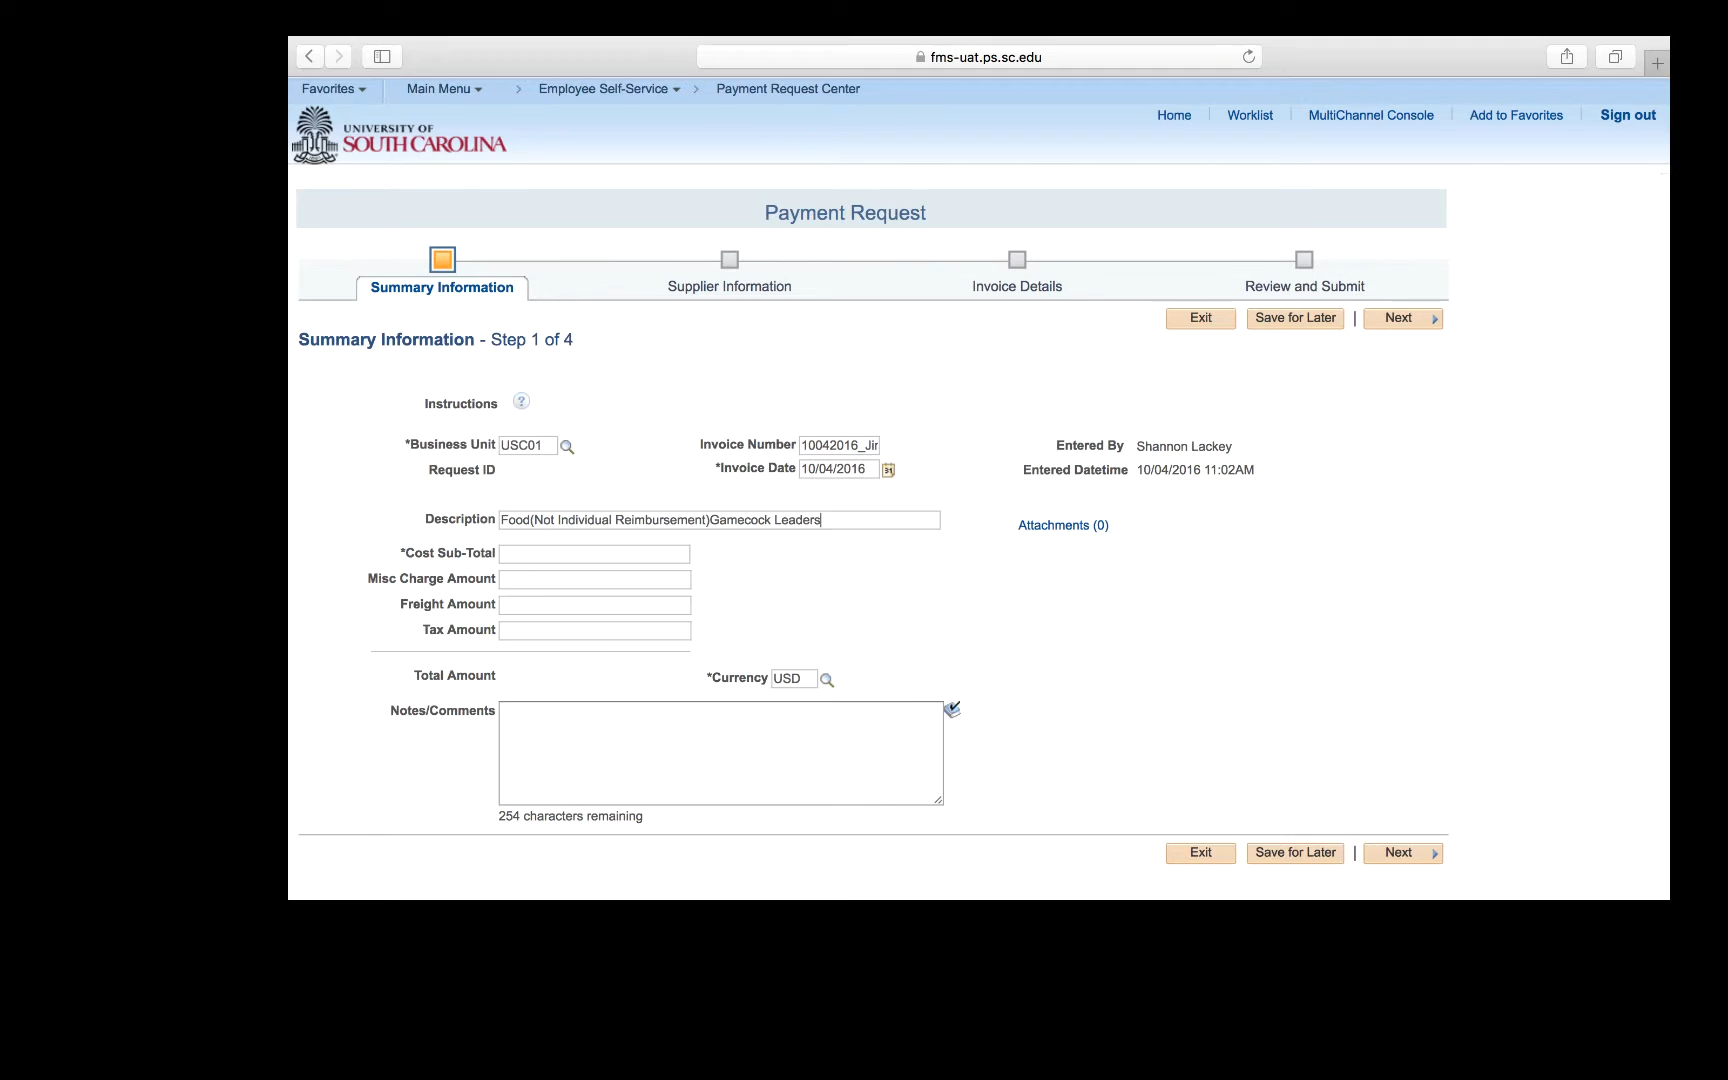 fms-uat.ps.sc.edu
Favorites Main Menu > Employee Self-Service > Payment Request Center
UNIVERSITY OF
SOUTH CAROLINA
Home Worklist MultiChannel Console Add to Favorites Sign out
Payment Request
Summary Information Supplier Information Invoice Details Review and Submit
Exit Save for Later | Next
Summary Information - Step 1 of 4
Instructions ?
*Business Unit USC01 Invoice Number 10042016_Jir Entered By Shannon Lackey
Request ID *Invoice Date 10/04/2016 31 Entered Datetime 10/04/2016 11:02AM
Description Food(Not Individual Reimbursement)Gamecock Leaders
Attachments (0)
*Cost Sub-Total
Misc Charge Amount
Freight Amount
Tax Amount
Total Amount *Currency USD
Notes/Comments
254 characters remaining
Exit Save for Later | Next